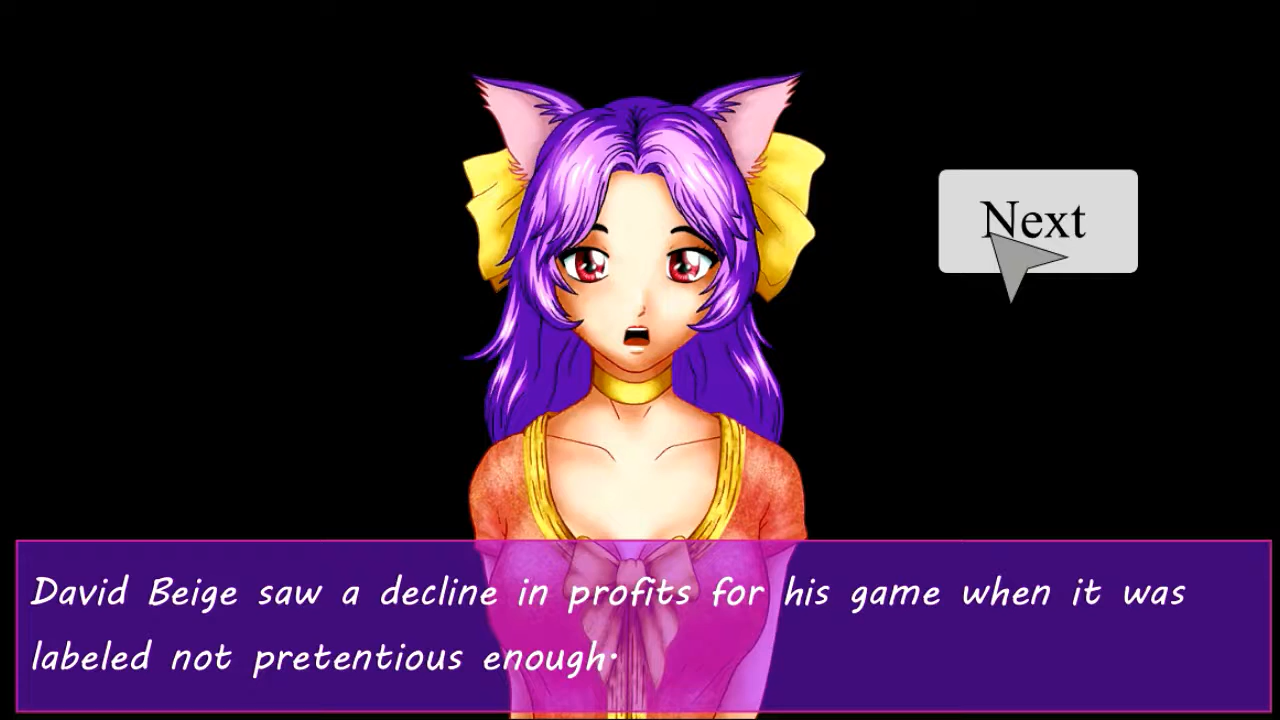 Next
David Beige saw a decline in profits for his game when it was
labeled not pretentious enough.